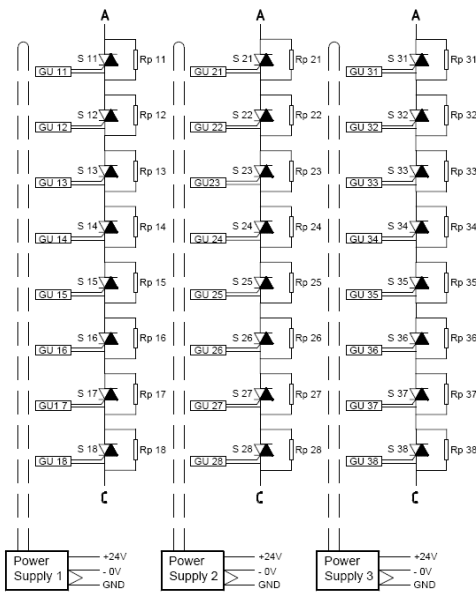 A A A
S 11 Rp 11 S 21 Rp 21 S 31 Rp 31
GU 11 GU 21 GU 31
S 12 Rp 12 S 22 Rp 22 S 32 Rp 32
GU 12 GU 22 GU 32
S 13 Rp 13 S 23 Rp 23 S 33 Rp 33
GU 13 GU23 GU 33
S 14 Rp 14 S 24 Rp 24 S 34 Rp 34
GU 14 GU 24 GU 34
S 15 Rp 15 S 25 Rp 25 S 35 Rp 35
GU 15 GU 25 GU 35
S 16 Rp 16 S 26 Rp 26 S 36 Rp 36
GU 16 GU 26 GU 36
S 17 Rp 17 S 27 Rp 27 S 37 Rp 37
GU1 7 GU 27 GU 37
S 18 Rp 18 S 28 Rp 28 S 38 Rp 38
GU 18 GU 28 GU 38
C C C
Power Supply 1 +24V - 0V GND
Power Supply 2 +24V - 0V GND
Power Supply 3 +24V - 0V GND